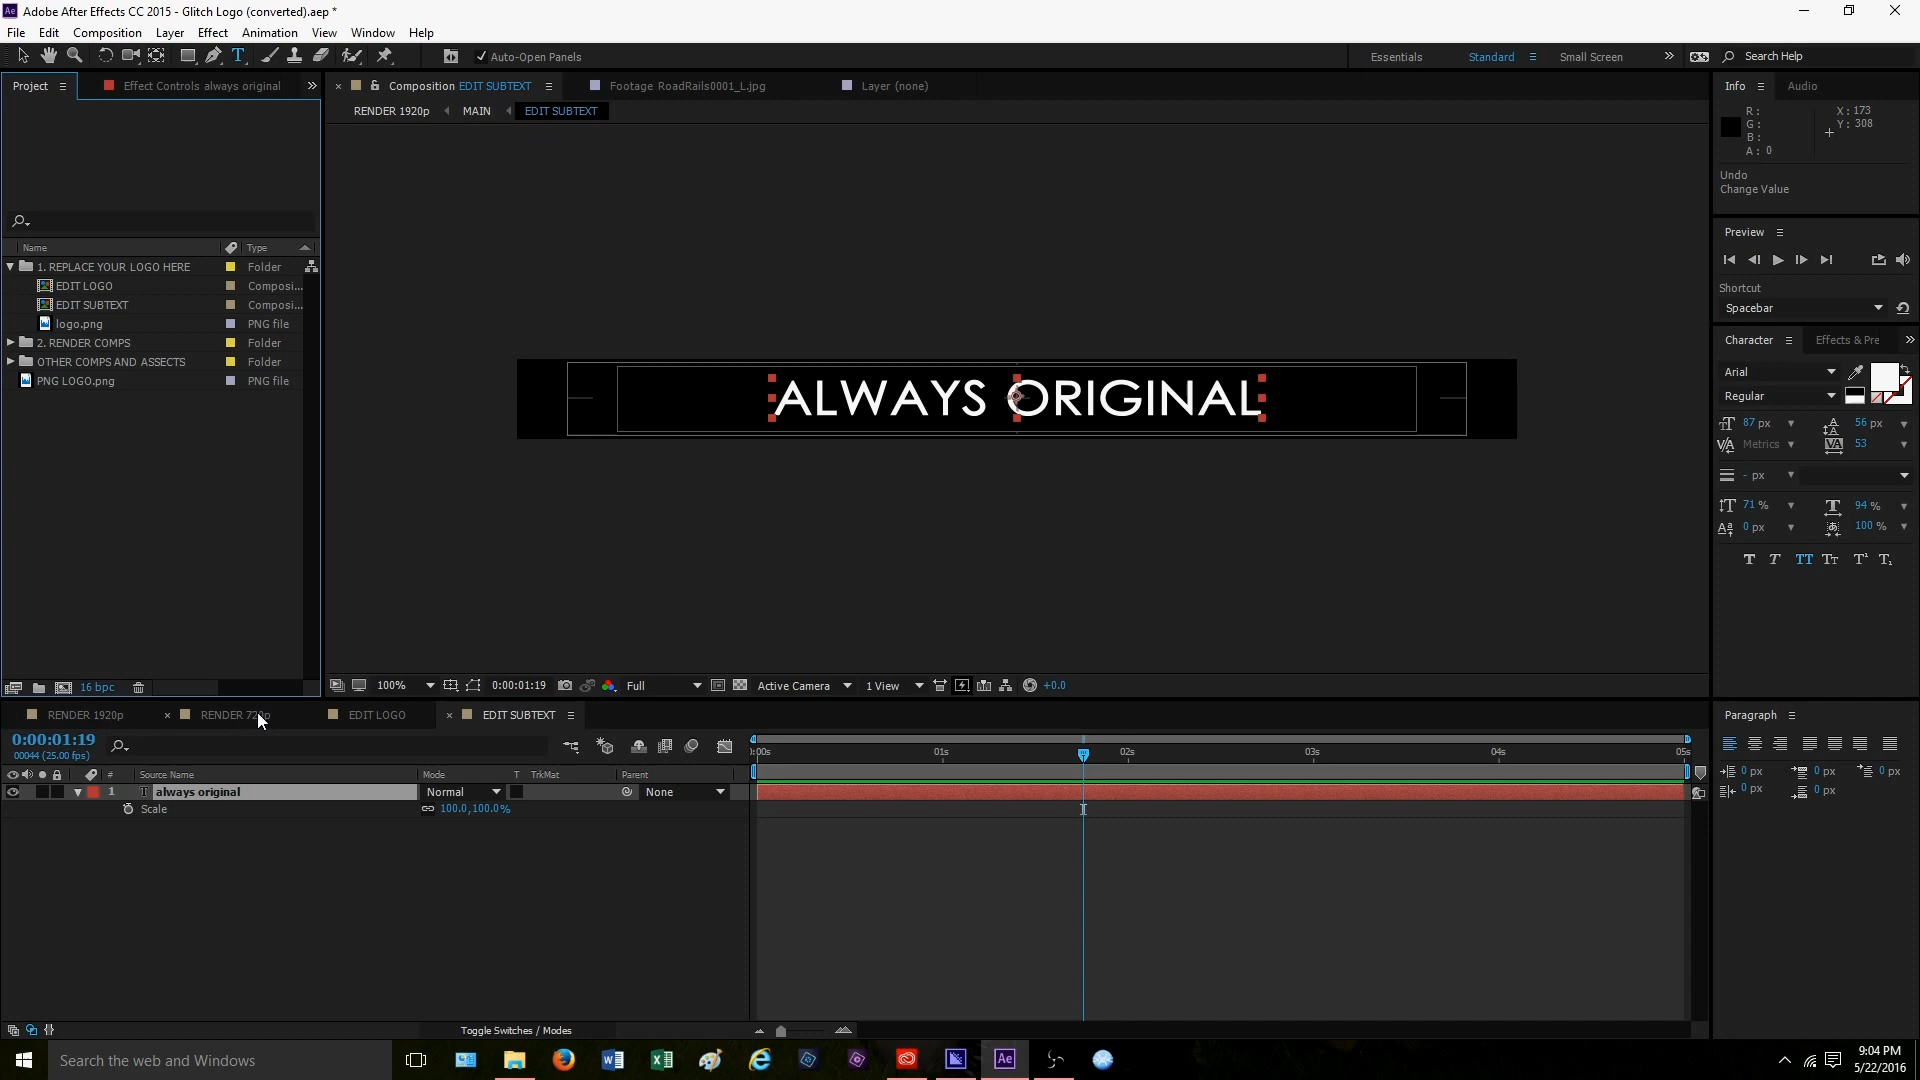 Adobe After Effects CC 2015 - Glitch Logo (converted).aep *
File Edit Composition Layer Effect Animation View Window Help
Auto-Open Panels
Essentials Standard Small Screen Search Help
Project Effect Controls always original
Composition EDIT SUBTEXT Footage RoadRails0001_L.jpg Layer (none)
RENDER 1920p MAIN EDIT SUBTEXT
Info Audio
R: X: 173
G: Y: 308
B:
A: 0
Undo
Change Value
Name Type
1. REPLACE YOUR LOGO HERE Folder
EDIT LOGO Composi...
EDIT SUBTEXT Composi...
logo.png PNG file
2. RENDER COMPS Folder
OTHER COMPS AND ASSECTS Folder
PNG LOGO.png PNG file
ALWAYS ORIGINAL
Preview
Shortcut
Spacebar
Character Effects & Pre
Arial
Regular
87 px 56 px
Metrics 53
- px
71 % 94 %
0 px 100 %
16 bpc
100% 0:00:01:19 Full Active Camera 1 View +0.0
RENDER 1920p RENDER 720p EDIT LOGO EDIT SUBTEXT
0:00:01:19
00044 (25.00 fps)
):00s 01s 02s 03s 04s 05s
# Source Name Mode T TrkMat Parent
1 always original Normal None
Scale 100.0,100.0%
Toggle Switches / Modes
Paragraph
0 px 0 px 0 px
0 px 0 px
Search the web and Windows
9:04 PM
5/22/2016